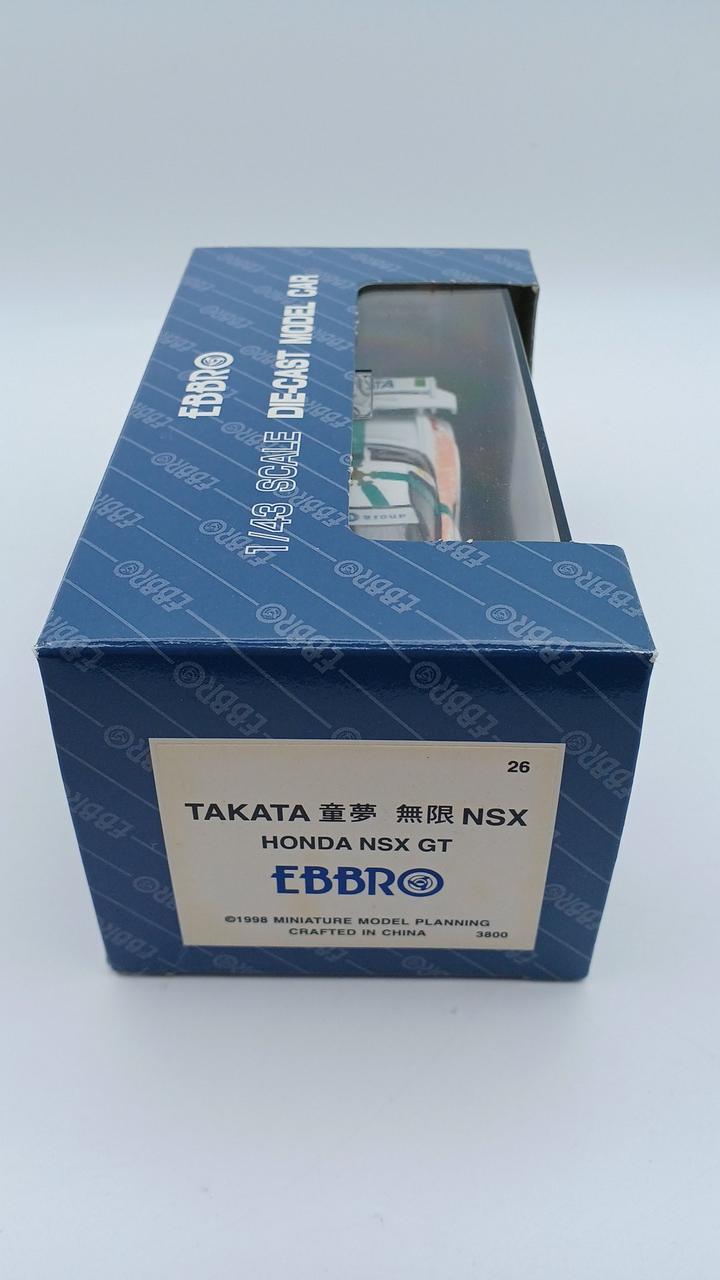 EBBRO
1/43 SCALE DIE-CAST MODEL CAR
26
TAKATA 童夢 無限 NSX
HONDA NSX GT
EBBRO
©1998 MINIATURE MODEL PLANNING
CRAFTED IN CHINA 3800